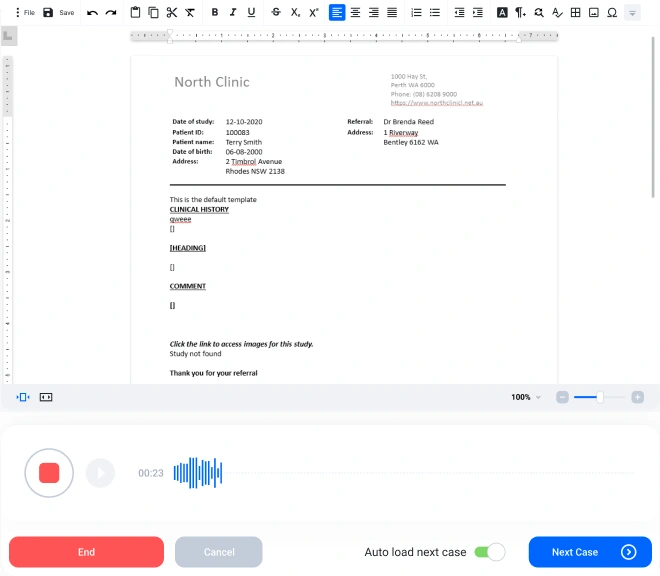 File Save B I U S X₂ X² A ¶ Ω
North Clinic
1000 Hay St,
Perth WA 6000
Phone: (08) 6208 9000
https://www.northclinicl.net.au
Date of study: 12-10-2020 Referral: Dr Brenda Reed
Patient ID: 100083 Address: 1 Riverway
Patient name: Terry Smith Bentley 6162 WA
Date of birth: 06-08-2000
Address: 2 Timbrol Avenue
Rhodes NSW 2138
This is the default template
CLINICAL HISTORY
qweee
[]
[HEADING]
[]
COMMENT
[]
Click the link to access images for this study.
Study not found
Thank you for your referral
100%
00:23
End Cancel Auto load next case Next Case